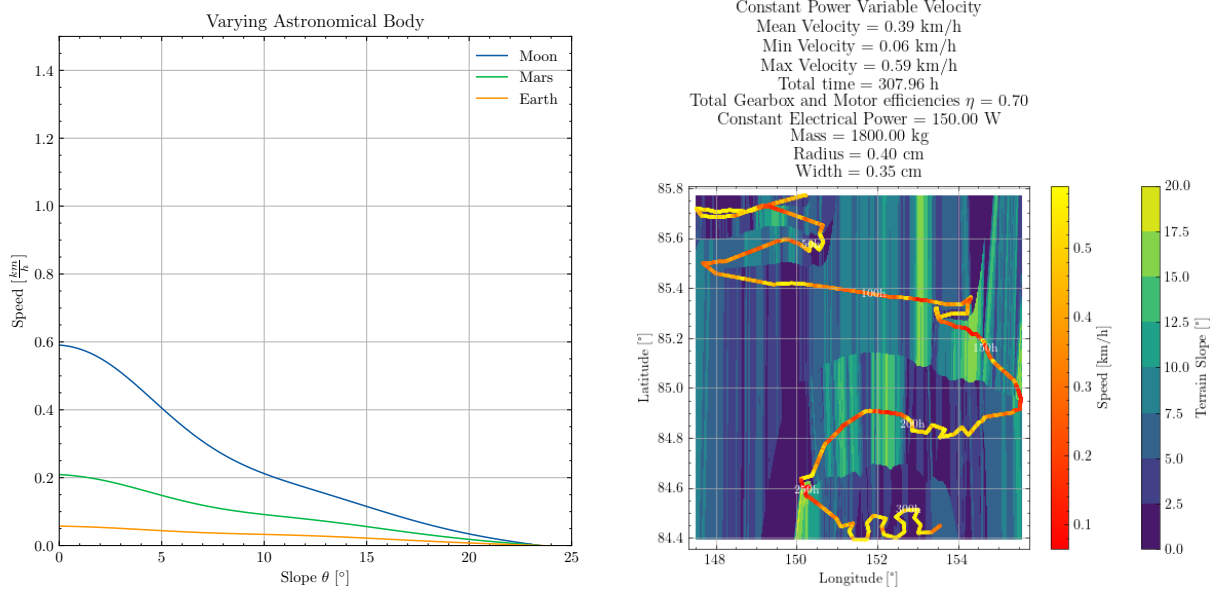 Varying Astronomical Body
Moon
Mars
Earth
1.4
1.2
1.0
0.8
0.6
0.4
0.2
0.0
Speed [km/h]
0
5
10
15
20
25
Slope θ [°]
Constant Power Variable Velocity
Mean Velocity = 0.39 km/h
Min Velocity = 0.06 km/h
Max Velocity = 0.59 km/h
Total time = 307.96 h
Total Gearbox and Motor efficiencies η = 0.70
Constant Electrical Power = 150.00 W
Mass = 1800.00 kg
Radius = 0.40 cm
Width = 0.35 cm
85.8
85.6
85.4
85.2
85.0
84.8
84.6
84.4
Latitude [°]
50h
100h
150h
200h
250h
300h
148
150
152
154
Longitude [°]
0.5
0.4
0.3
0.2
0.1
Speed [km/h]
20.0
17.5
15.0
12.5
10.0
7.5
5.0
2.5
0.0
Terrain Slope [°]